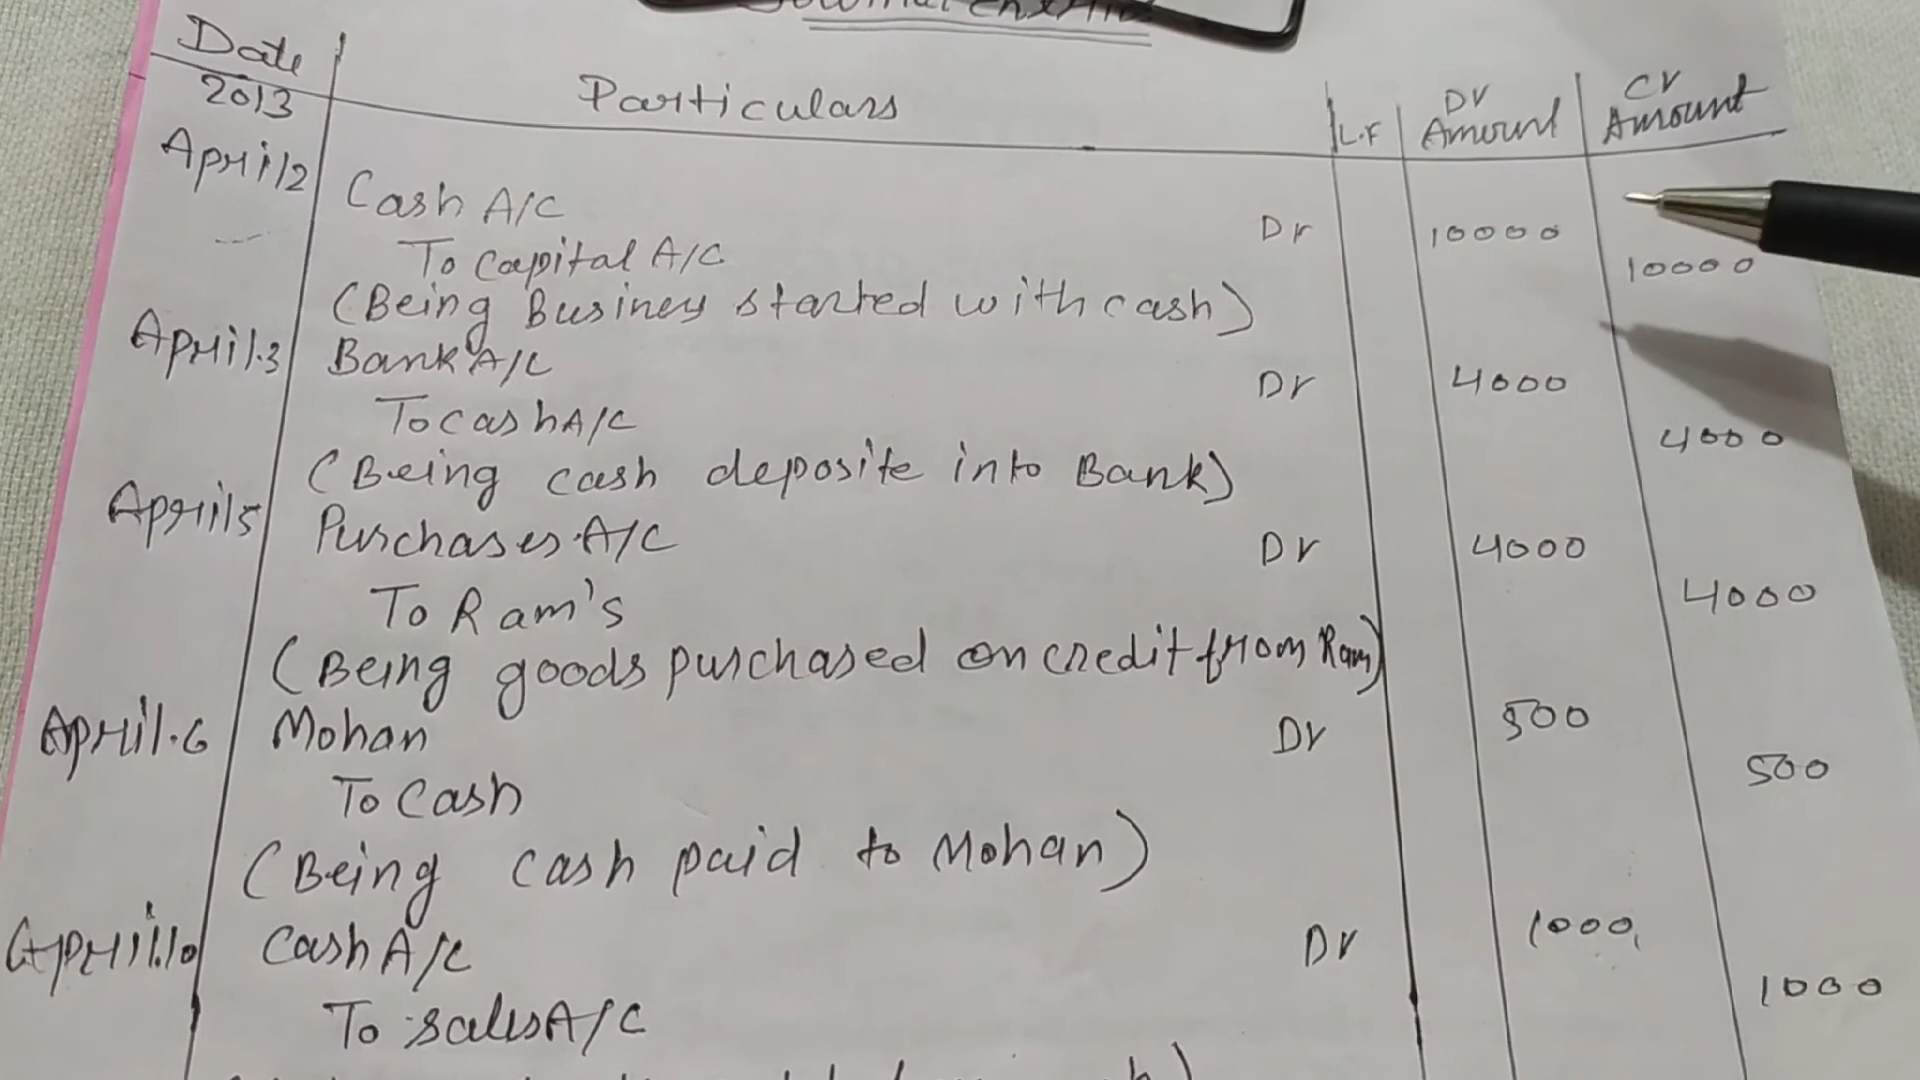 Journal Entries
Date Particulars L.F Dr Amount Cr Amount
2013
April 2 Cash A/C Dr 10000
To Capital A/C 10000
(Being Business started with cash)
April.3 Bank A/C Dr 4000
To cash A/C 4000
(Being cash deposite into Bank)
April 5 Purchases A/C Dr 4000
To Ram's 4000
(Being goods purchased on credit from Ram)
April.6 Mohan Dr 500
To Cash 500
(Being cash paid to Mohan)
April.10 Cash A/C Dr 1000
To sales A/C 1000